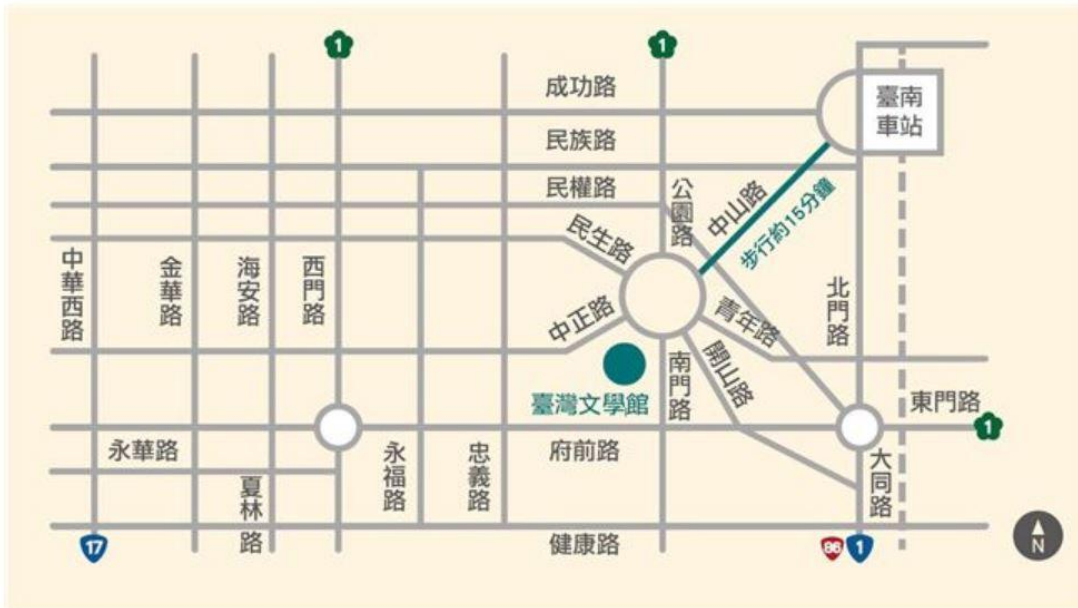 1
1
成功路
臺南
車站
民族路
民權路
公園路
中山路
步行約15分鐘
民生路
中華西路
金華路
海安路
西門路
北門路
中正路
青年路
開山路
南門路
臺灣文學館
東門路
1
永華路
府前路
永福路
忠義路
大同路
夏林路
健康路
17
86
1
N